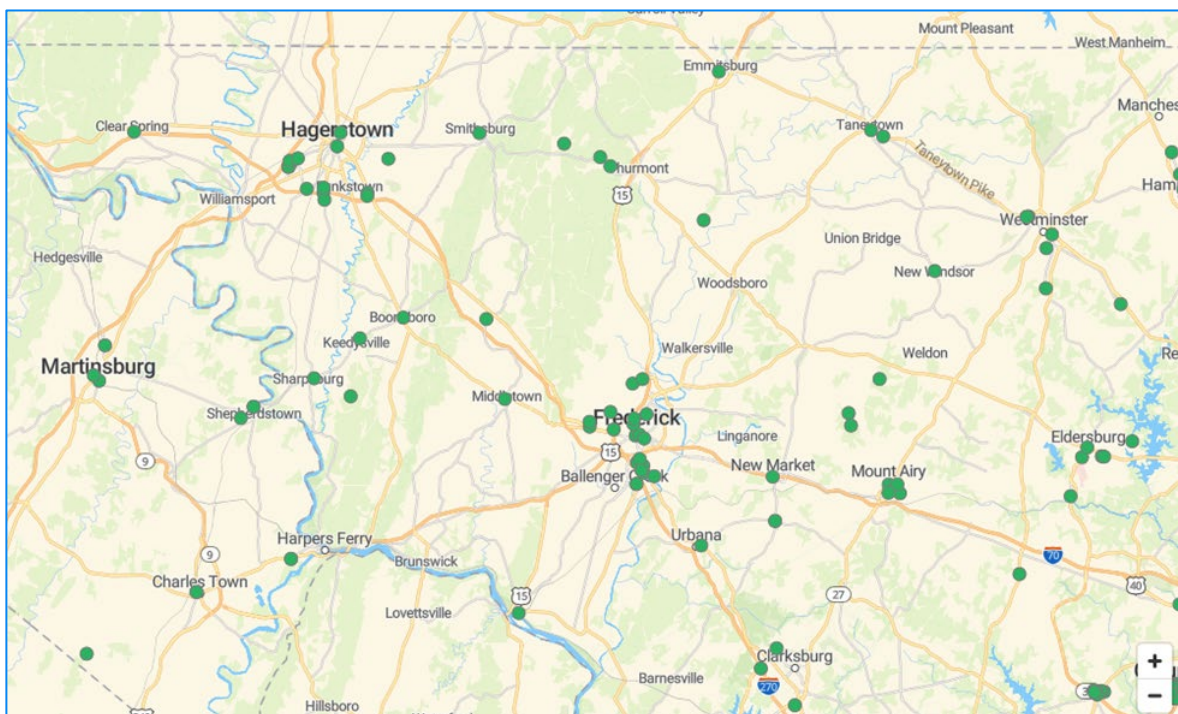 Mount Pleasant
West Manheim
Emmitsburg
Clear Spring
Hagerstown
Smithsburg
Taneytown
Thurmont
Taneytown Pike
15
Williamsport
Westminster
Union Bridge
Hedgesville
New Windsor
Woodsboro
Boonsboro
Keedysville
Walkersville
Weldon
Martinsburg
Sharpsburg
Middletown
Shepherdstown
Frederick
Linganore
Eldersburg
15
9
New Market
Mount Airy
Ballenger Creek
Harpers Ferry
Urbana
9
Brunswick
70
Charles Town
15
27
40
Lovettsville
Clarksburg
Barnesville
270
Hillsboro
+
−